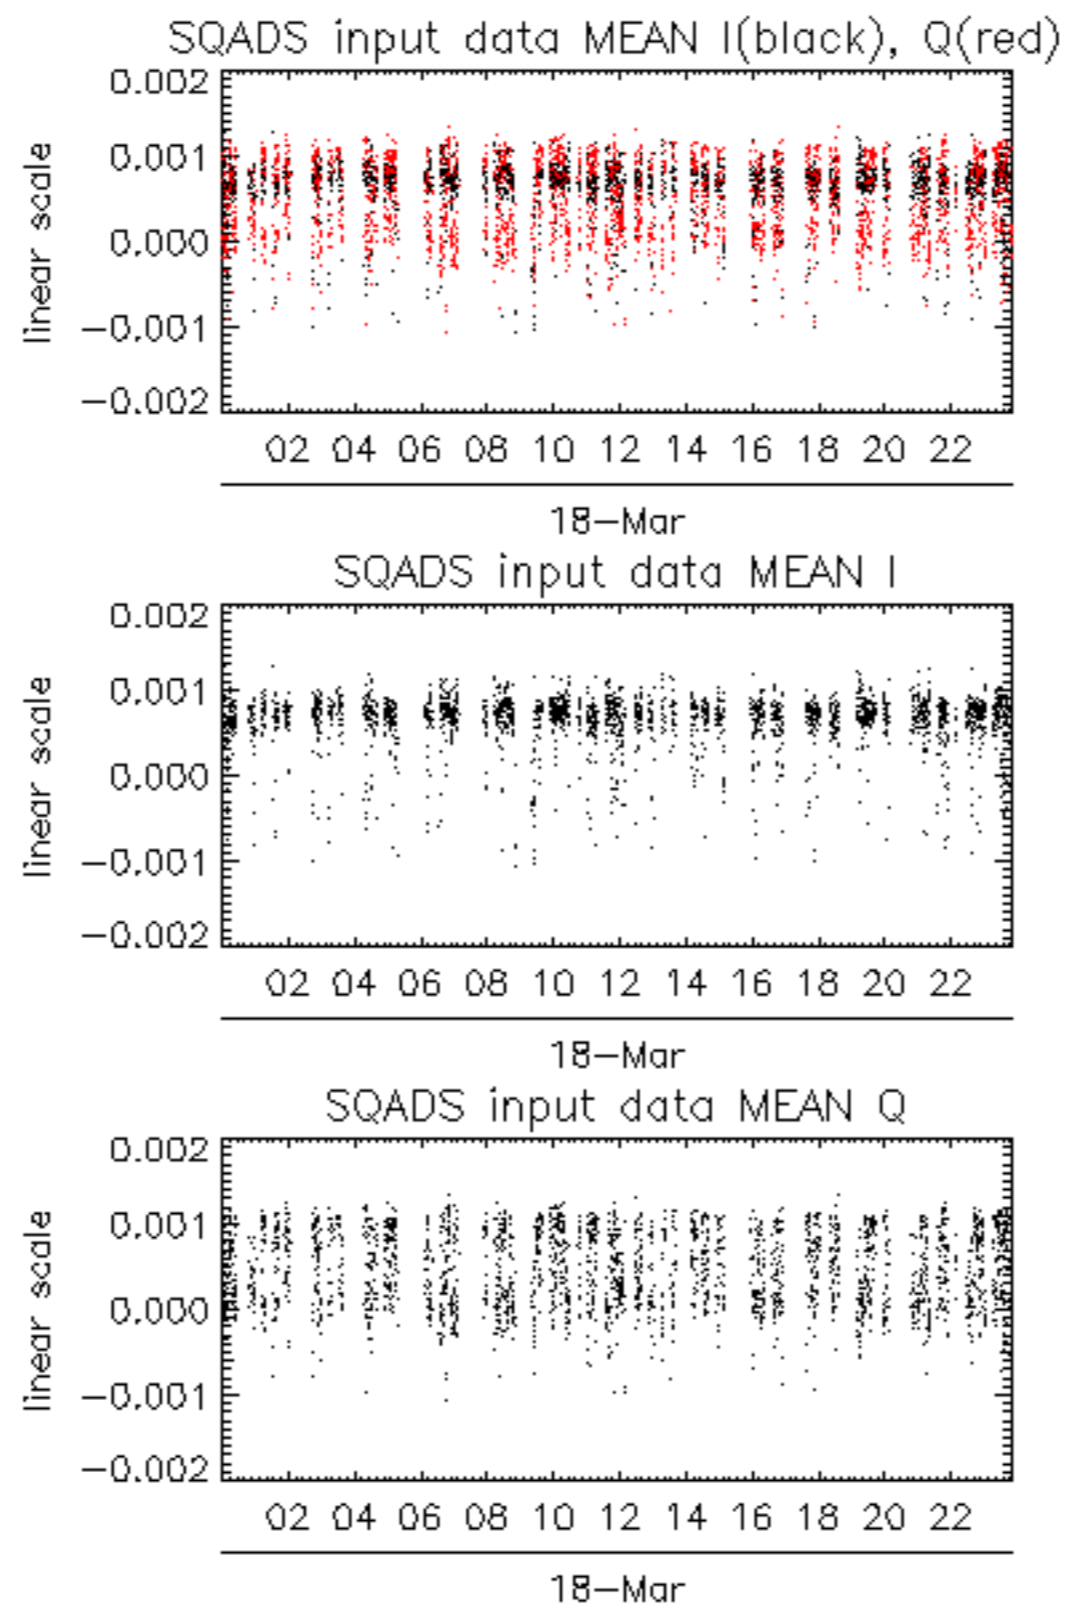 SQADS input data MEAN I(black), Q(red)
0.002
0.001
0.000
−0.001
−0.002
linear scale
02 04 06 08 10 12 14 16 18 20 22
18−Mar
SQADS input data MEAN I
0.002
0.001
0.000
−0.001
−0.002
linear scale
02 04 06 08 10 12 14 16 18 20 22
18−Mar
SQADS input data MEAN Q
0.002
0.001
0.000
−0.001
−0.002
linear scale
02 04 06 08 10 12 14 16 18 20 22
18−Mar